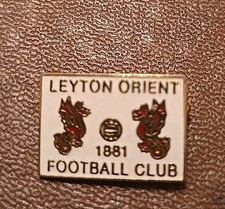 LEYTON ORIENT
1881
FOOTBALL CLUB